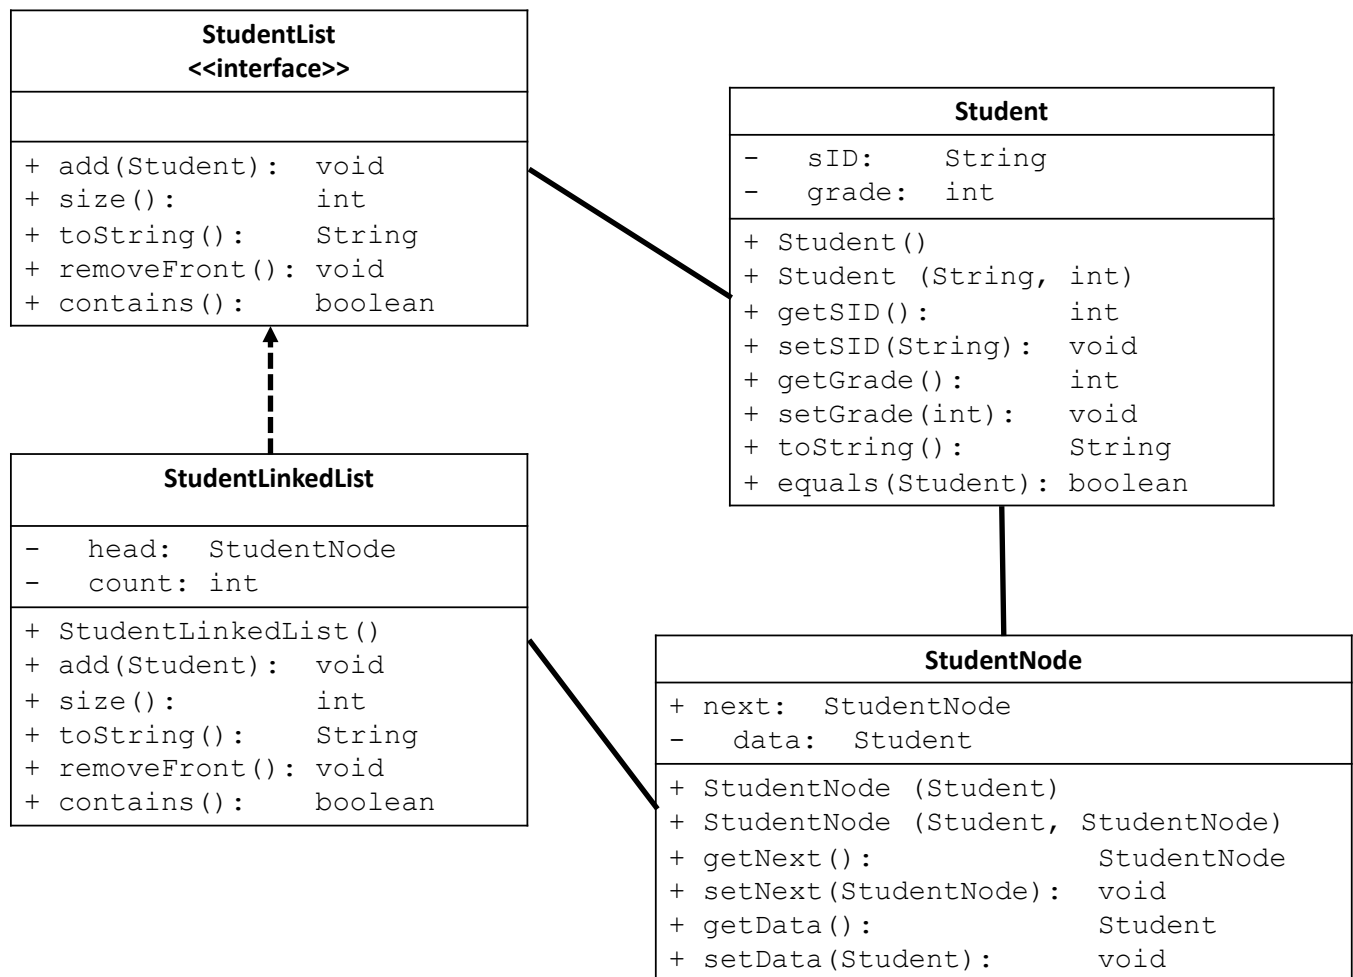 StudentList
<<interface>>
+ add(Student): void
+ size(): int
+ toString(): String
+ removeFront(): void
+ contains(): boolean
Student
- sID: String
- grade: int
+ Student()
+ Student (String, int)
+ getSID(): int
+ setSID(String): void
+ getGrade(): int
+ setGrade(int): void
+ toString(): String
+ equals(Student): boolean
StudentLinkedList
- head: StudentNode
- count: int
+ StudentLinkedList()
+ add(Student): void
+ size(): int
+ toString(): String
+ removeFront(): void
+ contains(): boolean
StudentNode
+ next: StudentNode
- data: Student
+ StudentNode (Student)
+ StudentNode (Student, StudentNode)
+ getNext(): StudentNode
+ setNext(StudentNode): void
+ getData(): Student
+ setData(Student): void